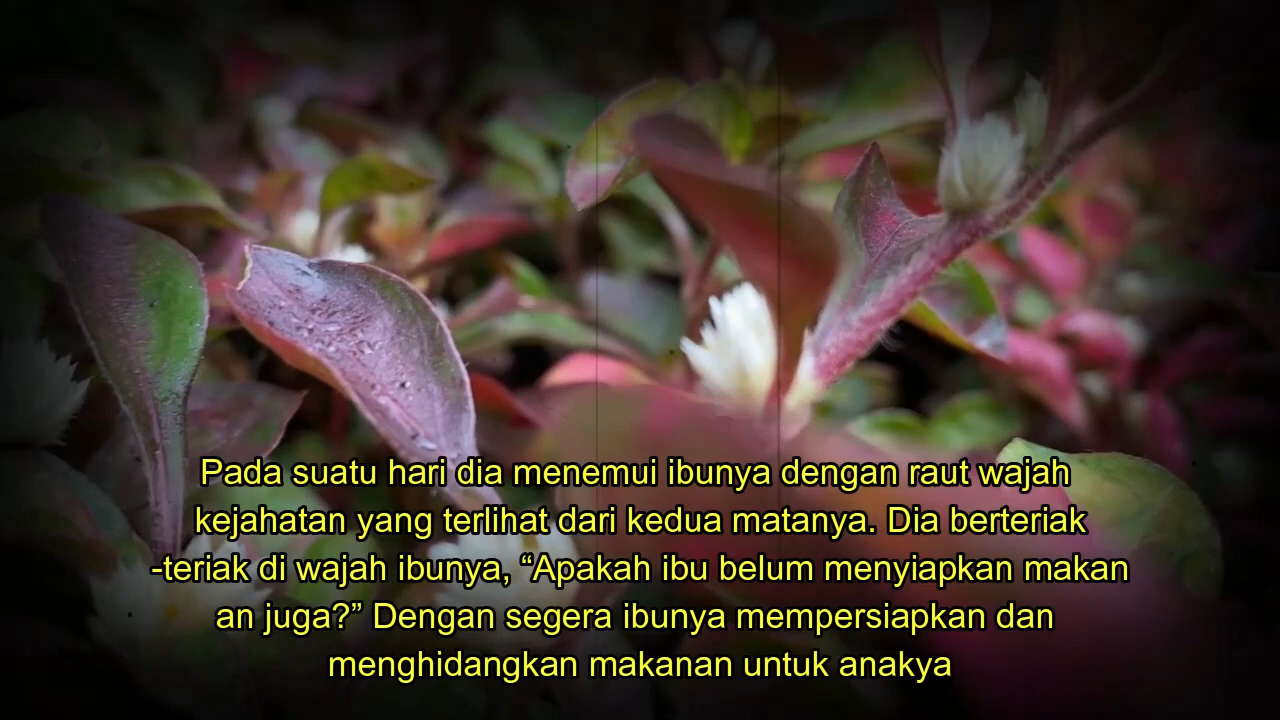 Pada suatu hari dia menemui ibunya dengan raut wajah
kejahatan yang terlihat dari kedua matanya. Dia berteriak
-teriak di wajah ibunya, “Apakah ibu belum menyiapkan makan
an juga?” Dengan segera ibunya mempersiapkan dan
menghidangkan makanan untuk anakya